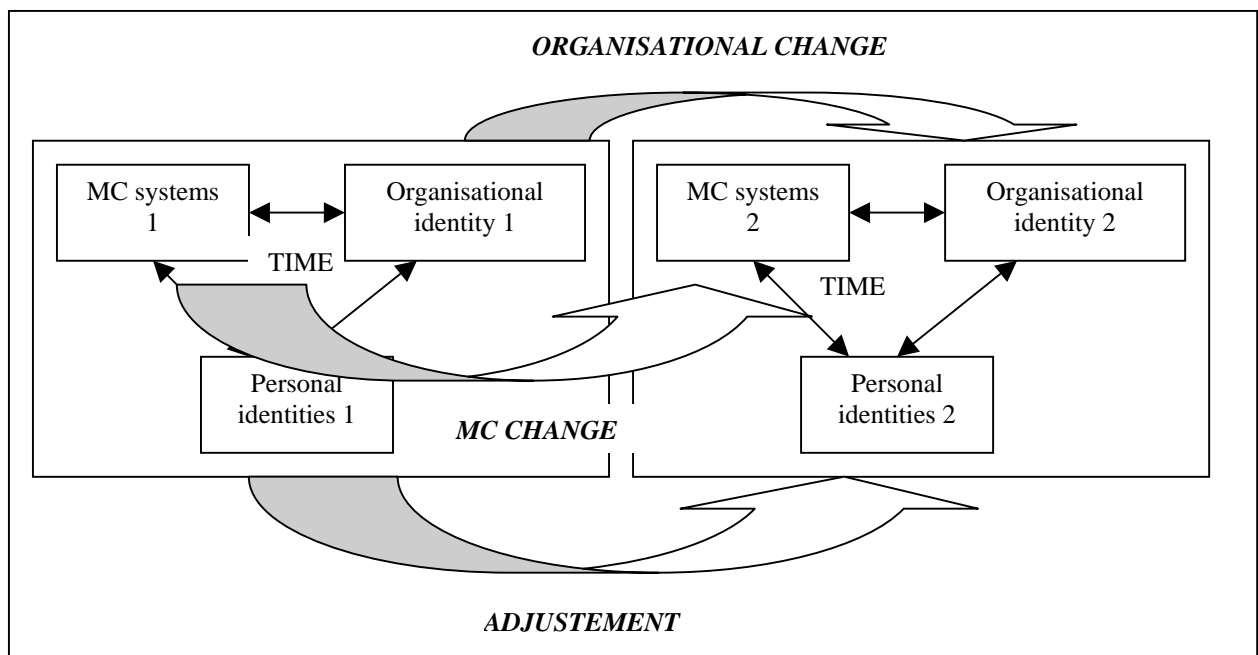 ORGANISATIONAL CHANGE
MC systems
1
Organisational
identity 1
TIME
Personal
identities 1
MC systems
2
Organisational
identity 2
TIME
Personal
identities 2
MC CHANGE
ADJUSTEMENT